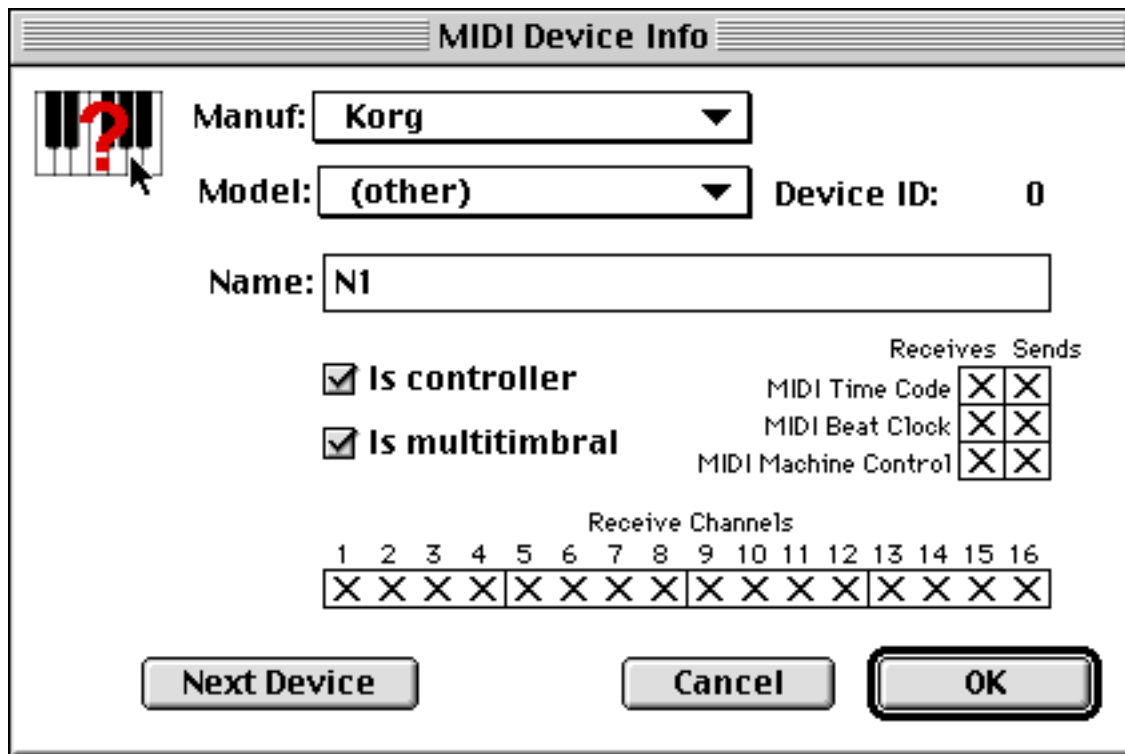 MIDI Device Info
?
Manuf: Korg
Model: (other) Device ID: 0
Name: N1
Receives Sends
Is controller
MIDI Time Code X X
MIDI Beat Clock X X
Is multitimbral
MIDI Machine Control X X
Receive Channels
1 2 3 4 5 6 7 8 9 10 11 12 13 14 15 16
X X X X X X X X X X X X X X X X
Next Device Cancel OK